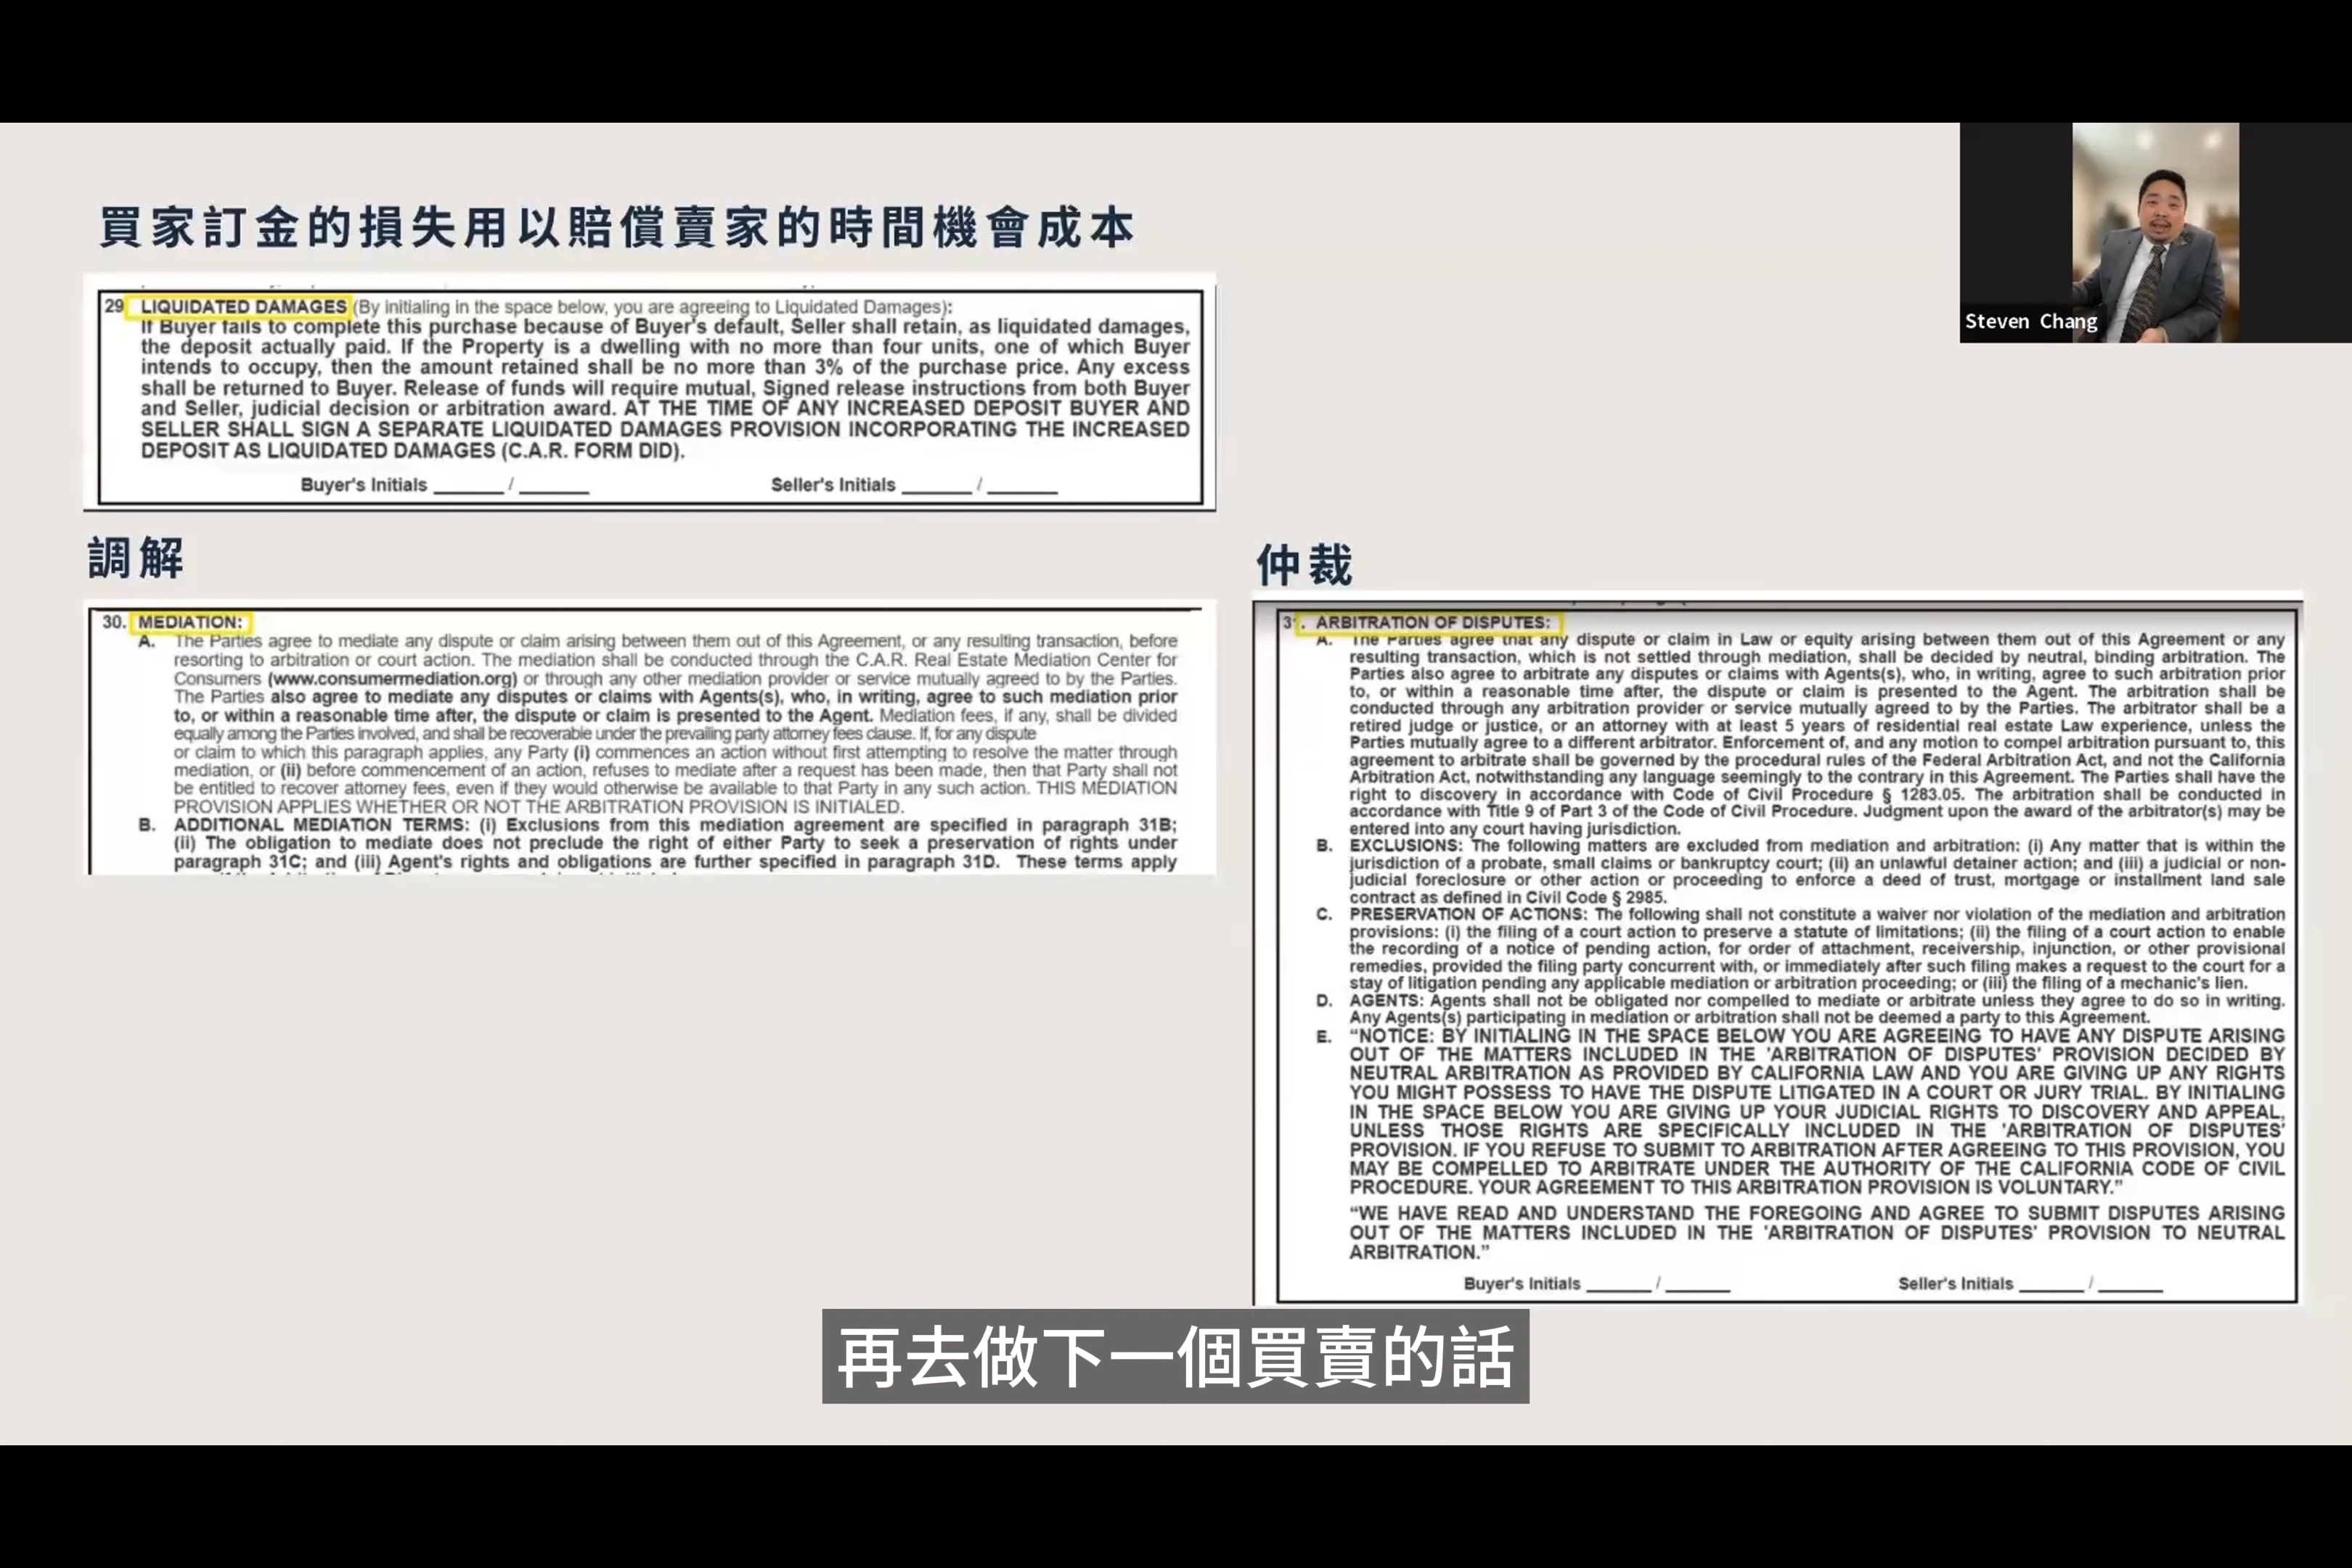 買家訂金的損失用以賠償賣家的時間機會成本
Steven Chang
29 LIQUIDATED DAMAGES (By initialing in the space below, you are agreeing to Liquidated Damages):
If Buyer fails to complete this purchase because of Buyer's default, Seller shall retain, as liquidated damages,
the deposit actually paid. If the Property is a dwelling with no more than four units, one of which Buyer
intends to occupy, then the amount retained shall be no more than 3% of the purchase price. Any excess
shall be returned to Buyer. Release of funds will require mutual, Signed release instructions from both Buyer
and Seller, judicial decision or arbitration award. AT THE TIME OF ANY INCREASED DEPOSIT BUYER AND
SELLER SHALL SIGN A SEPARATE LIQUIDATED DAMAGES PROVISION INCORPORATING THE INCREASED
DEPOSIT AS LIQUIDATED DAMAGES (C.A.R. FORM DID).
Buyer's Initials ______ / ______ Seller's Initials ______ / ______
調解
30. MEDIATION:
A. The Parties agree to mediate any dispute or claim arising between them out of this Agreement, or any resulting transaction, before
resorting to arbitration or court action. The mediation shall be conducted through the C.A.R. Real Estate Mediation Center for
Consumers (www.consumermediation.org) or through any other mediation provider or service mutually agreed to by the Parties.
The Parties also agree to mediate any disputes or claims with Agents(s), who, in writing, agree to such mediation prior
to, or within a reasonable time after, the dispute or claim is presented to the Agent. Mediation fees, if any, shall be divided
equally among the Parties involved, and shall be recoverable under the prevailing party attorney fees clause. If, for any dispute
or claim to which this paragraph applies, any Party (i) commences an action without first attempting to resolve the matter through
mediation, or (ii) before commencement of an action, refuses to mediate after a request has been made, then that Party shall not
be entitled to recover attorney fees, even if they would otherwise be available to that Party in any such action. THIS MEDIATION
PROVISION APPLIES WHETHER OR NOT THE ARBITRATION PROVISION IS INITIALED.
B. ADDITIONAL MEDIATION TERMS: (i) Exclusions from this mediation agreement are specified in paragraph 31B;
(ii) The obligation to mediate does not preclude the right of either Party to seek a preservation of rights under
paragraph 31C; and (iii) Agent's rights and obligations are further specified in paragraph 31D. These terms apply
仲裁
31. ARBITRATION OF DISPUTES:
A. The Parties agree that any dispute or claim in Law or equity arising between them out of this Agreement or any
resulting transaction, which is not settled through mediation, shall be decided by neutral, binding arbitration. The
Parties also agree to arbitrate any disputes or claims with Agents(s), who, in writing, agree to such arbitration prior
to, or within a reasonable time after, the dispute or claim is presented to the Agent. The arbitration shall be
conducted through any arbitration provider or service mutually agreed to by the Parties. The arbitrator shall be a
retired judge or justice, or an attorney with at least 5 years of residential real estate Law experience, unless the
Parties mutually agree to a different arbitrator. Enforcement of, and any motion to compel arbitration pursuant to, this
agreement to arbitrate shall be governed by the procedural rules of the Federal Arbitration Act, and not the California
Arbitration Act, notwithstanding any language seemingly to the contrary in this Agreement. The Parties shall have the
right to discovery in accordance with Code of Civil Procedure § 1283.05. The arbitration shall be conducted in
accordance with Title 9 of Part 3 of the Code of Civil Procedure. Judgment upon the award of the arbitrator(s) may be
entered into any court having jurisdiction.
B. EXCLUSIONS: The following matters are excluded from mediation and arbitration: (i) Any matter that is within the
jurisdiction of a probate, small claims or bankruptcy court; (ii) an unlawful detainer action; and (iii) a judicial or non-
judicial foreclosure or other action or proceeding to enforce a deed of trust, mortgage or installment land sale
contract as defined in Civil Code § 2985.
C. PRESERVATION OF ACTIONS: The following shall not constitute a waiver nor violation of the mediation and arbitration
provisions: (i) the filing of a court action to preserve a statute of limitations; (ii) the filing of a court action to enable
the recording of a notice of pending action, for order of attachment, receivership, injunction, or other provisional
remedies, provided the filing party concurrent with, or immediately after such filing makes a request to the court for a
stay of litigation pending any applicable mediation or arbitration proceeding; or (iii) the filing of a mechanic's lien.
D. AGENTS: Agents shall not be obligated nor compelled to mediate or arbitrate unless they agree to do so in writing.
Any Agents(s) participating in mediation or arbitration shall not be deemed a party to this Agreement.
E. “NOTICE: BY INITIALING IN THE SPACE BELOW YOU ARE AGREEING TO HAVE ANY DISPUTE ARISING
OUT OF THE MATTERS INCLUDED IN THE 'ARBITRATION OF DISPUTES' PROVISION DECIDED BY
NEUTRAL ARBITRATION AS PROVIDED BY CALIFORNIA LAW AND YOU ARE GIVING UP ANY RIGHTS
YOU MIGHT POSSESS TO HAVE THE DISPUTE LITIGATED IN A COURT OR JURY TRIAL. BY INITIALING
IN THE SPACE BELOW YOU ARE GIVING UP YOUR JUDICIAL RIGHTS TO DISCOVERY AND APPEAL,
UNLESS THOSE RIGHTS ARE SPECIFICALLY INCLUDED IN THE 'ARBITRATION OF DISPUTES'
PROVISION. IF YOU REFUSE TO SUBMIT TO ARBITRATION AFTER AGREEING TO THIS PROVISION, YOU
MAY BE COMPELLED TO ARBITRATE UNDER THE AUTHORITY OF THE CALIFORNIA CODE OF CIVIL
PROCEDURE. YOUR AGREEMENT TO THIS ARBITRATION PROVISION IS VOLUNTARY.”
“WE HAVE READ AND UNDERSTAND THE FOREGOING AND AGREE TO SUBMIT DISPUTES ARISING
OUT OF THE MATTERS INCLUDED IN THE 'ARBITRATION OF DISPUTES' PROVISION TO NEUTRAL
ARBITRATION.”
Buyer's Initials ______ / ______ Seller's Initials ______ / ______
再去做下一個買賣的話